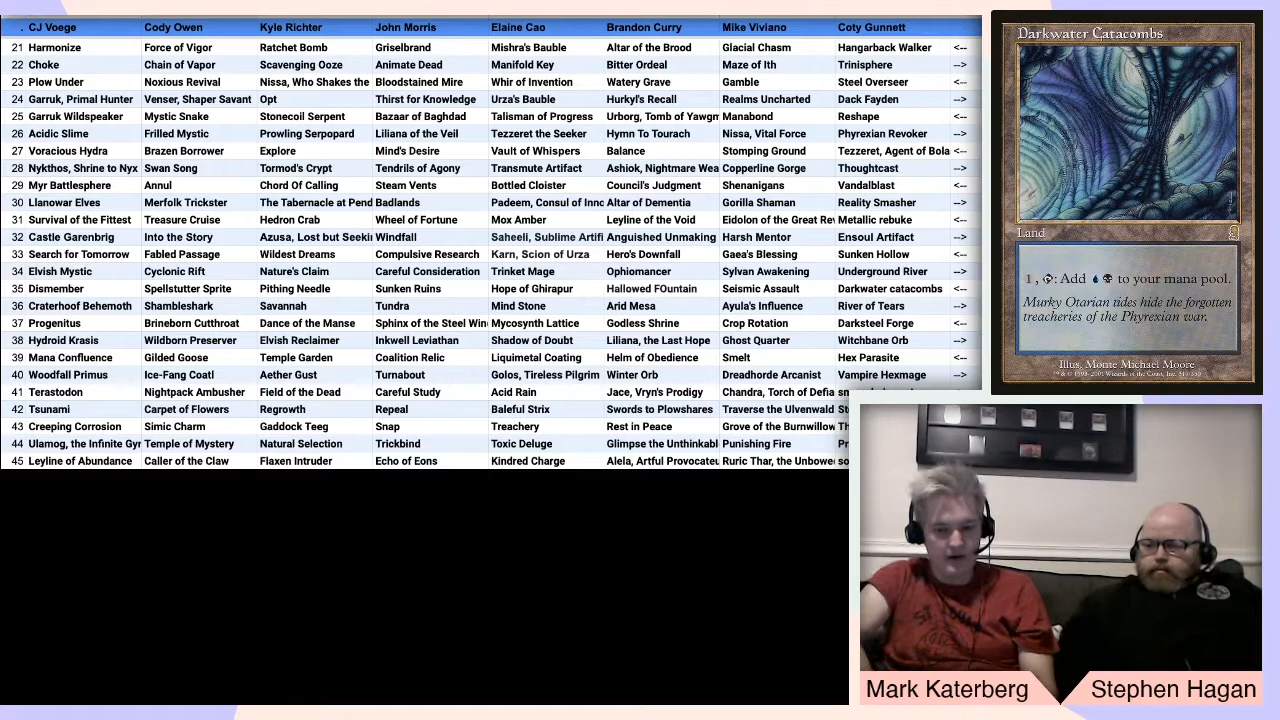 . CJ Voege Cody Owen Kyle Richter John Morris Elaine Cao Brandon Curry Mike Viviano Coty Gunnett
21 Harmonize Force of Vigor Ratchet Bomb Griselbrand Mishra's Bauble Altar of the Brood Glacial Chasm Hangarback Walker <--
22 Choke Chain of Vapor Scavenging Ooze Animate Dead Manifold Key Bitter Ordeal Maze of Ith Trinisphere -->
23 Plow Under Noxious Revival Nissa, Who Shakes the Bloodstained Mire Whir of Invention Watery Grave Gamble Steel Overseer <--
24 Garruk, Primal Hunter Venser, Shaper Savant Opt Thirst for Knowledge Urza's Bauble Hurkyl's Recall Realms Uncharted Dack Fayden -->
25 Garruk Wildspeaker Mystic Snake Stonecoil Serpent Bazaar of Baghdad Talisman of Progress Urborg, Tomb of Yawgm Manabond Reshape <--
26 Acidic Slime Frilled Mystic Prowling Serpopard Liliana of the Veil Tezzeret the Seeker Hymn To Tourach Nissa, Vital Force Phyrexian Revoker -->
27 Voracious Hydra Brazen Borrower Explore Mind's Desire Vault of Whispers Balance Stomping Ground Tezzeret, Agent of Bola <--
28 Nykthos, Shrine to Nyx Swan Song Tormod's Crypt Tendrils of Agony Transmute Artifact Ashiok, Nightmare Wea Copperline Gorge Thoughtcast -->
29 Myr Battlesphere Annul Chord Of Calling Steam Vents Bottled Cloister Council's Judgment Shenanigans Vandalblast <--
30 Llanowar Elves Merfolk Trickster The Tabernacle at Pend Badlands Padeem, Consul of Inno Altar of Dementia Gorilla Shaman Reality Smasher -->
31 Survival of the Fittest Treasure Cruise Hedron Crab Wheel of Fortune Mox Amber Leyline of the Void Eidolon of the Great Rev Metallic rebuke <--
32 Castle Garenbrig Into the Story Azusa, Lost but Seeki Windfall Saheeli, Sublime Artifi Anguished Unmaking Harsh Mentor Ensoul Artifact -->
33 Search for Tomorrow Fabled Passage Wildest Dreams Compulsive Research Karn, Scion of Urza Hero's Downfall Gaea's Blessing Sunken Hollow <--
34 Elvish Mystic Cyclonic Rift Nature's Claim Careful Consideration Trinket Mage Ophiomancer Sylvan Awakening Underground River -->
35 Dismember Spellstutter Sprite Pithing Needle Sunken Ruins Hope of Ghirapur Hallowed FOuntain Seismic Assault Darkwater catacombs <--
36 Craterhoof Behemoth Shambleshark Savannah Tundra Mind Stone Arid Mesa Ayula's Influence River of Tears -->
37 Progenitus Brineborn Cutthroat Dance of the Manse Sphinx of the Steel Win Mycosynth Lattice Godless Shrine Crop Rotation Darksteel Forge <--
38 Hydroid Krasis Wildborn Preserver Elvish Reclaimer Inkwell Leviathan Shadow of Doubt Liliana, the Last Hope Ghost Quarter Witchbane Orb -->
39 Mana Confluence Gilded Goose Temple Garden Coalition Relic Liquimetal Coating Helm of Obedience Smelt Hex Parasite <--
40 Woodfall Primus Ice-Fang Coatl Aether Gust Turnabout Golos, Tireless Pilgrim Winter Orb Dreadhorde Arcanist Vampire Hexmage -->
41 Terastodon Nightpack Ambusher Field of the Dead Careful Study Acid Rain Jace, Vryn's Prodigy Chandra, Torch of Defia
42 Tsunami Carpet of Flowers Regrowth Repeal Baleful Strix Swords to Plowshares Traverse the Ulvenwald
43 Creeping Corrosion Simic Charm Gaddock Teeg Snap Treachery Rest in Peace Grove of the Burnwillow Th
44 Ulamog, the Infinite Gyr Temple of Mystery Natural Selection Trickbind Toxic Deluge Glimpse the Unthinkabl Punishing Fire Pr
45 Leyline of Abundance Caller of the Claw Flaxen Intruder Echo of Eons Kindred Charge Alela, Artful Provocateu Ruric Thar, the Unbowe so
Darkwater Catacombs
Land
1, : Add to your mana pool.
Murky Otarian tides hide the forgotten
treacheries of the Phyrexian war.
Illus. Monte Michael Moore
Mark Katerberg
Stephen Hagan